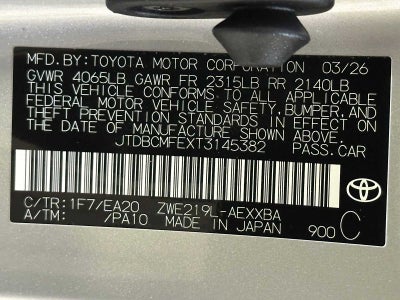 MFD.BY:TOYOTA MOTOR CORPORATION 03/26
GVWR 4065LB GAWR FR 2315LB RR 2140LB
THIS VEHICLE CONFORMS TO ALL APPLICABLE
FEDERAL MOTOR VEHICLE SAFETY,BUMPER,AND
THEFT PREVENTION STANDARDS IN EFFECT ON
THE DATE OF MANUFACTURE SHOWN ABOVE.
JTDBCMFEXT3145382 PASS.CAR
C/TR:1F7/EA20 ZWE219L-AEXXBA
A/TM: /PA10 MADE IN JAPAN 900 C